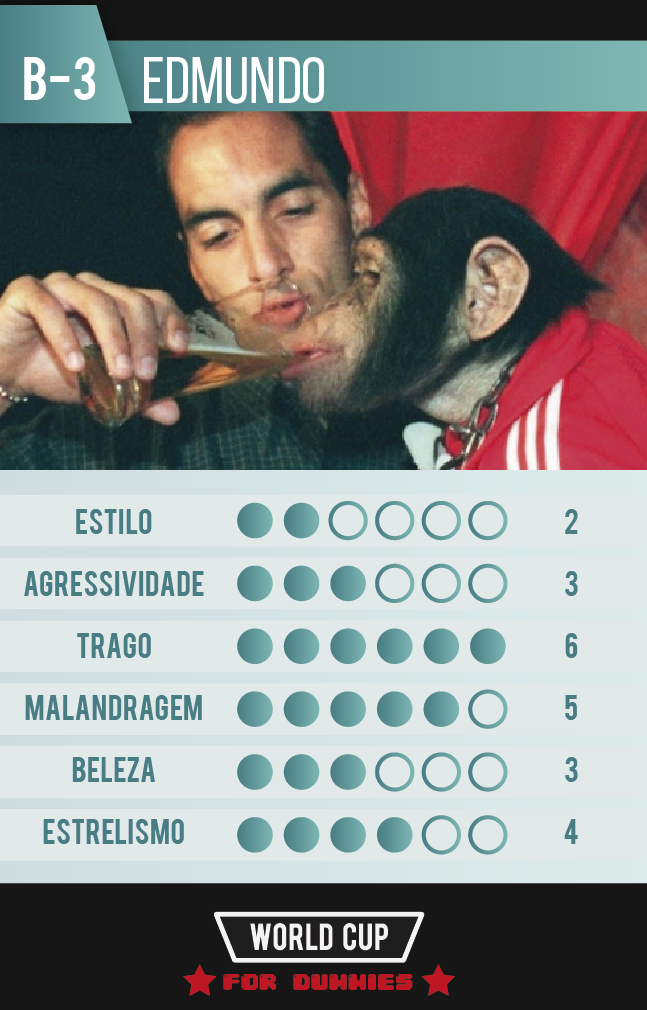 B-3 EDMUNDO
ESTILO 2
AGRESSIVIDADE 3
TRAGO 6
MALANDRAGEM 5
BELEZA 3
ESTRELISMO 4
WORLD CUP
FOR DUMMIES